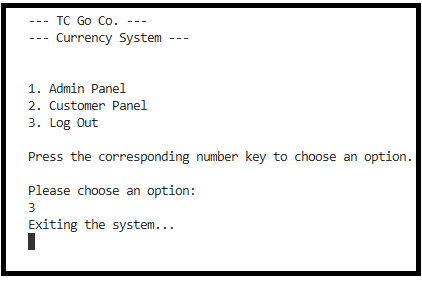 --- TC Go Co. ---
--- Currency System ---
1. Admin Panel
2. Customer Panel
3. Log Out
Press the corresponding number key to choose an option.
Please choose an option:
3
Exiting the system...